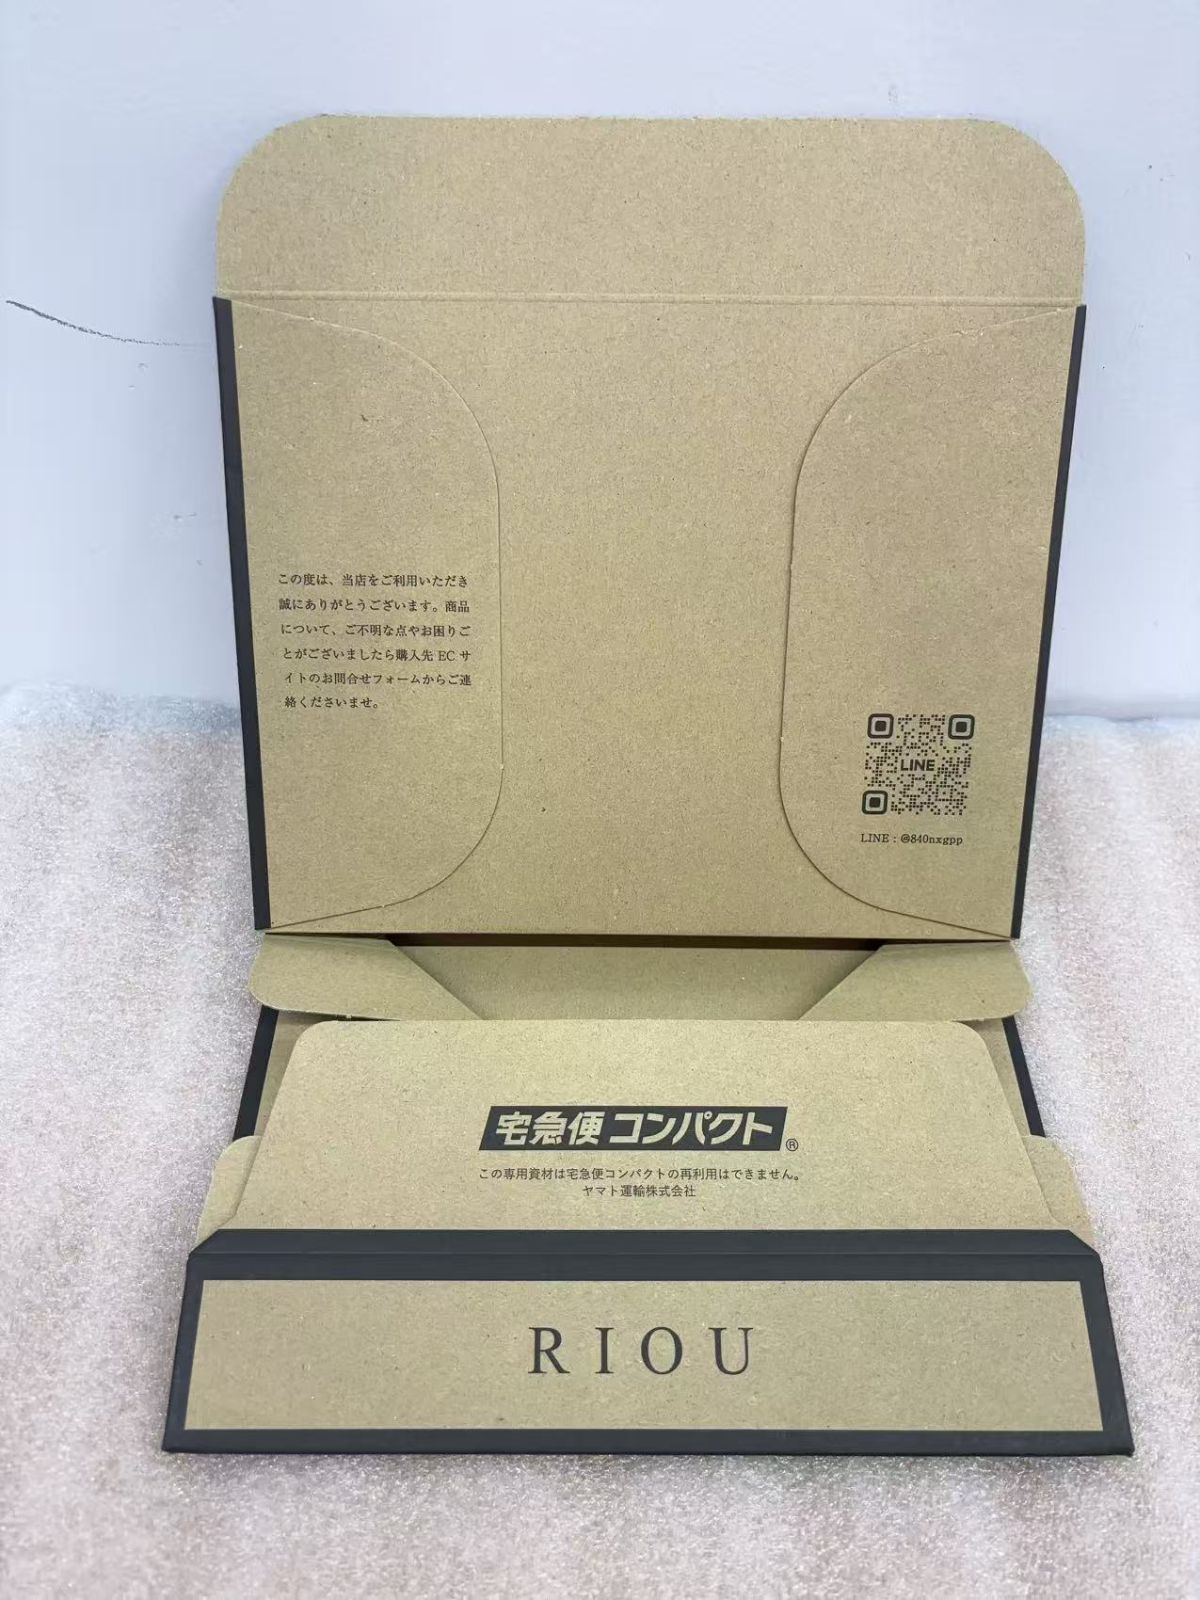 この度は、当店をご利用いただき
誠にありがとうございます。商品
について、ご不明な点やお困りご
とがございましたら購入先 EC サ
イトのお問合せフォームからご連
絡くださいませ。
LINE
LINE：@840nxgpp
宅急便コンパクト®
この専用資材は宅急便コンパクトの再利用はできません。
ヤマト運輸株式会社
RIOU